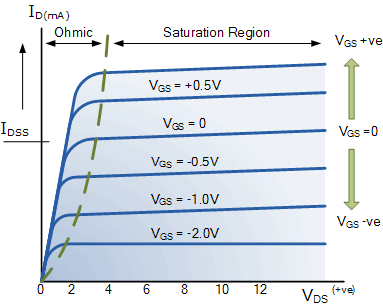 I D(mA)
Ohmic Saturation Region
VGS +ve
VGS = +0.5V
IDSS
VGS = 0
VGS = 0
VGS = -0.5V
VGS = -1.0V
VGS -ve
VGS = -2.0V
0 2 4 6 8 10 12 VDS (+ve)